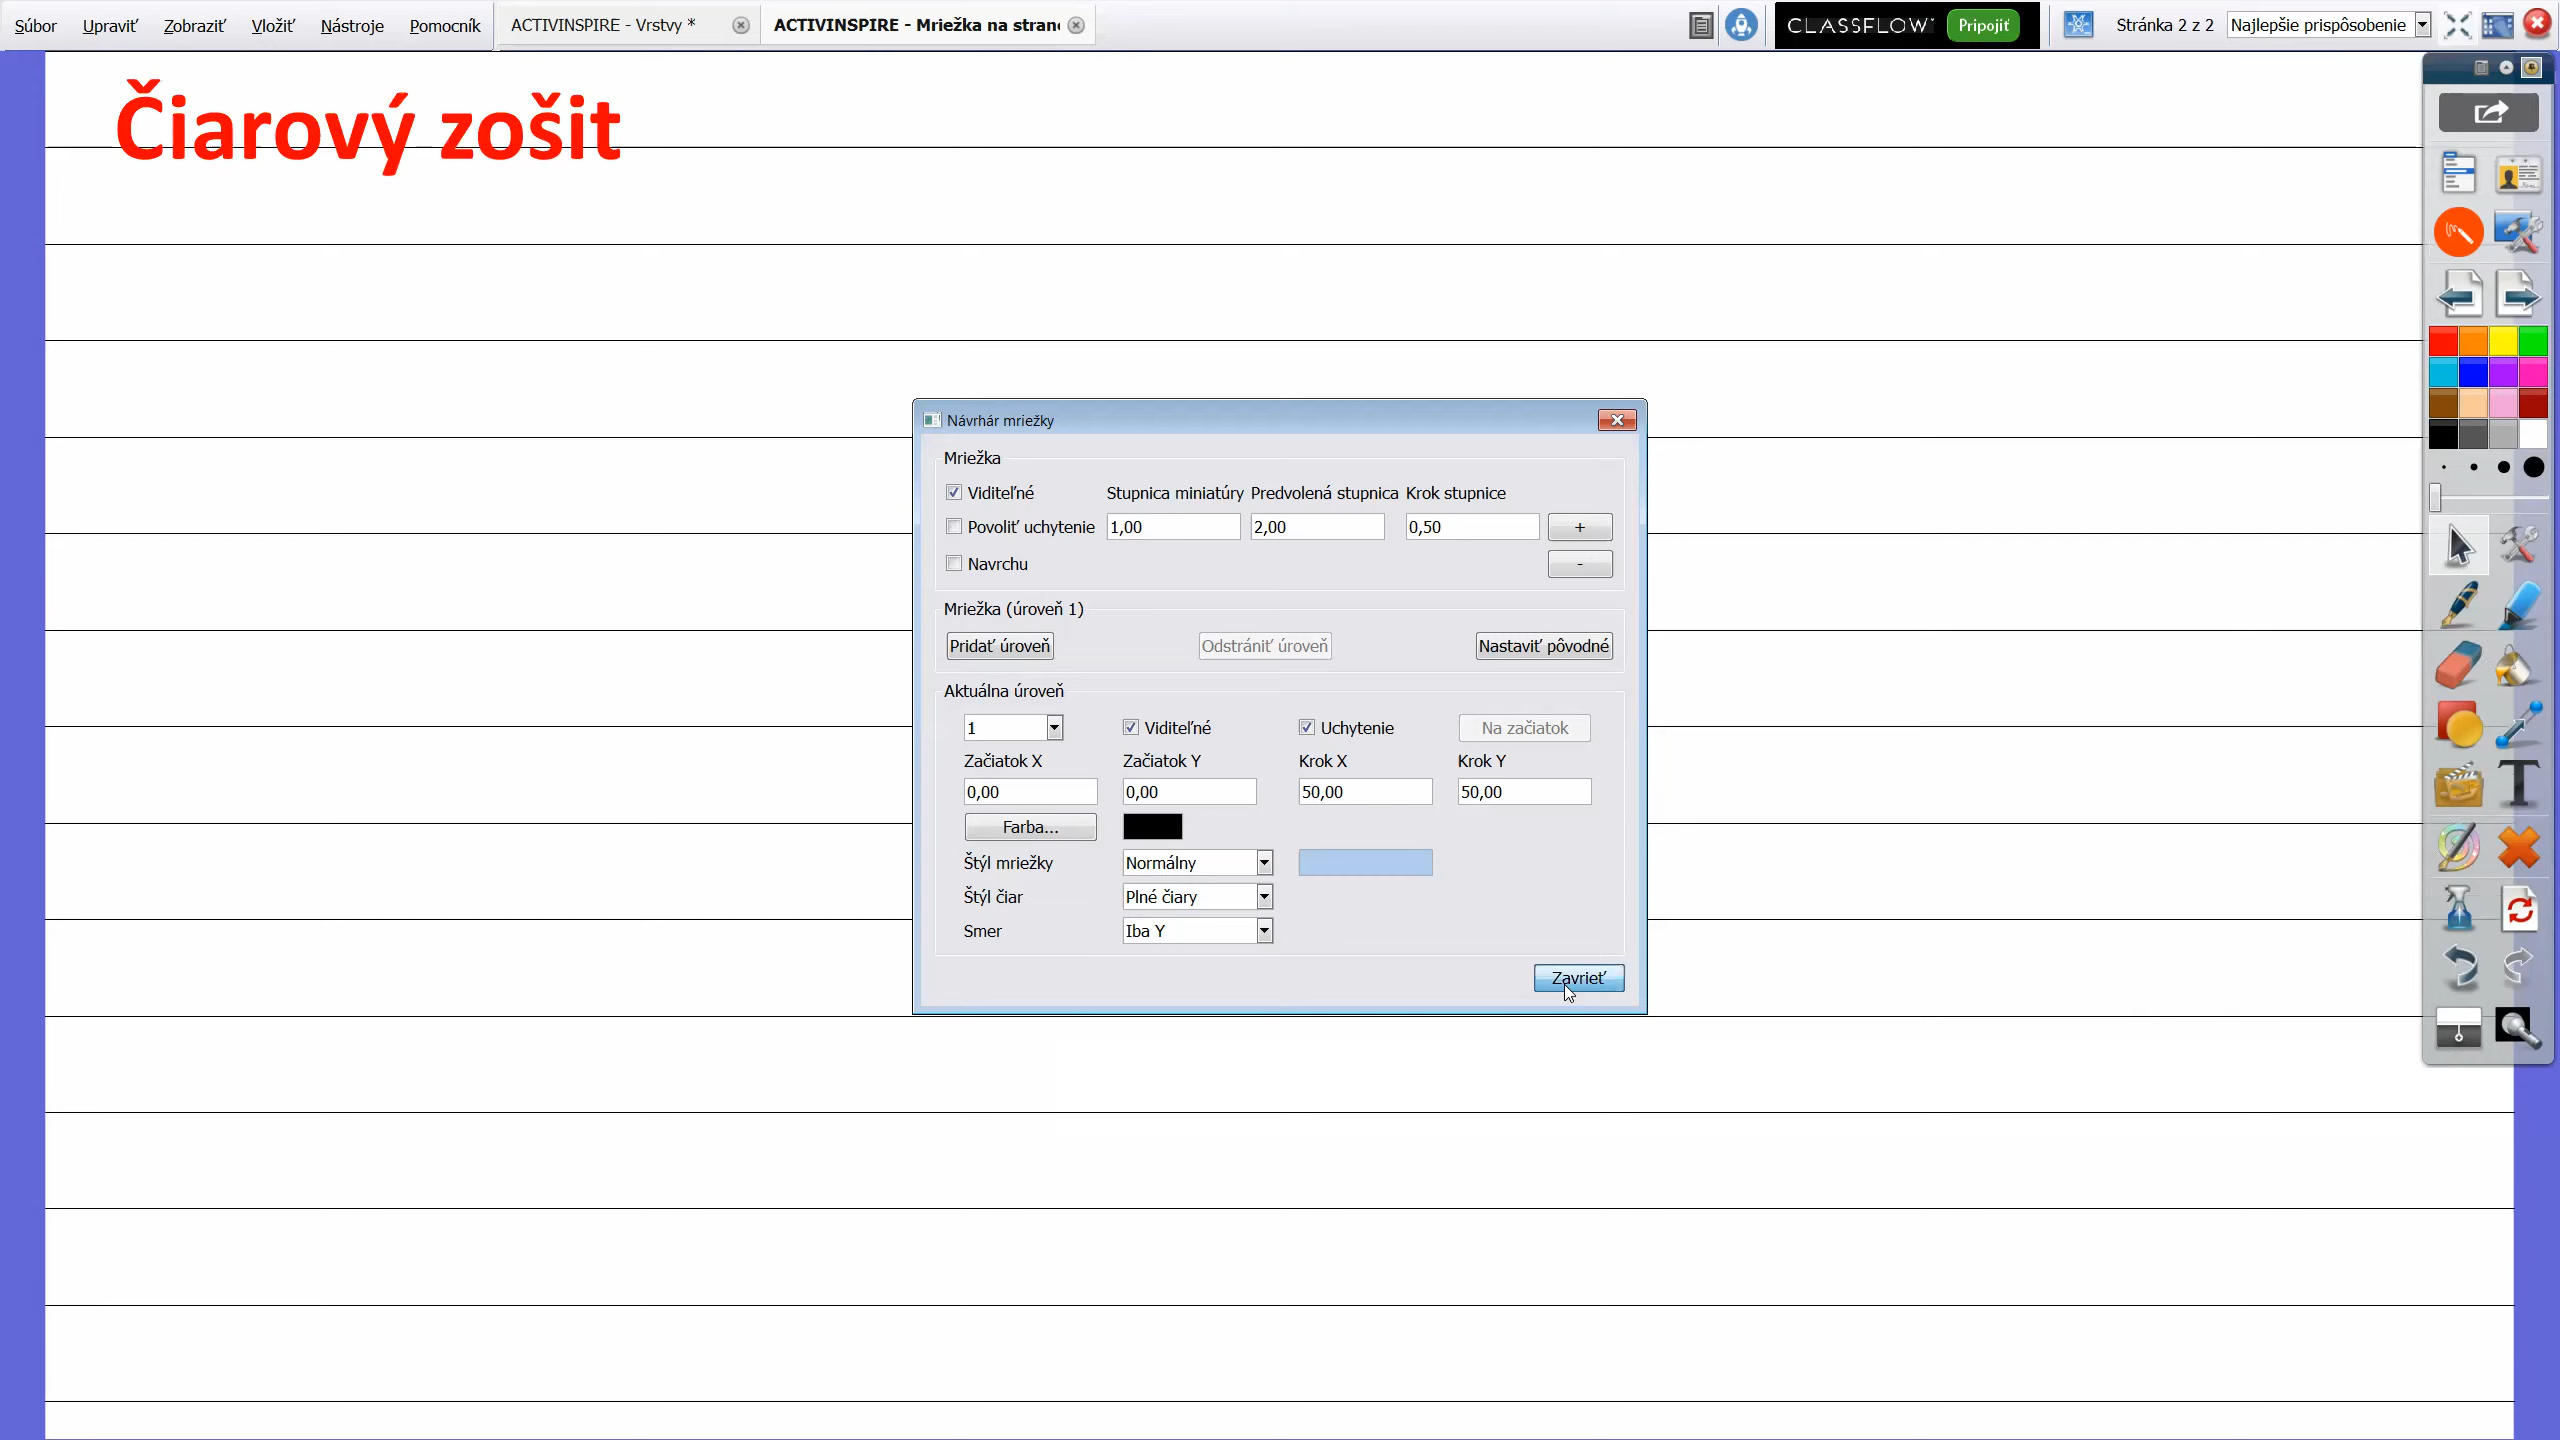 Súbor Upraviť Zobraziť Vložiť Nástroje Pomocník ACTIVINSPIRE - Vrstvy * ACTIVINSPIRE - Mriežka na stran CLASSFLOW Pripojiť Stránka 2 z 2 Najlepšie prispôsobenie
Čiarový zošit
Návrhár mriežky
Mriežka
Viditeľné Stupnica miniatúry Predvolená stupnica Krok stupnice
Povoliť uchytenie 1,00 2,00 0,50 +
Navrchu -
Mriežka (úroveň 1)
Pridať úroveň Odstrániť úroveň Nastaviť pôvodné
Aktuálna úroveň
1 Viditeľné Uchytenie Na začiatok
Začiatok X Začiatok Y Krok X Krok Y
0,00 0,00 50,00 50,00
Farba...
Štýl mriežky Normálny
Štýl čiar Plné čiary
Smer Iba Y
Zavrieť
T